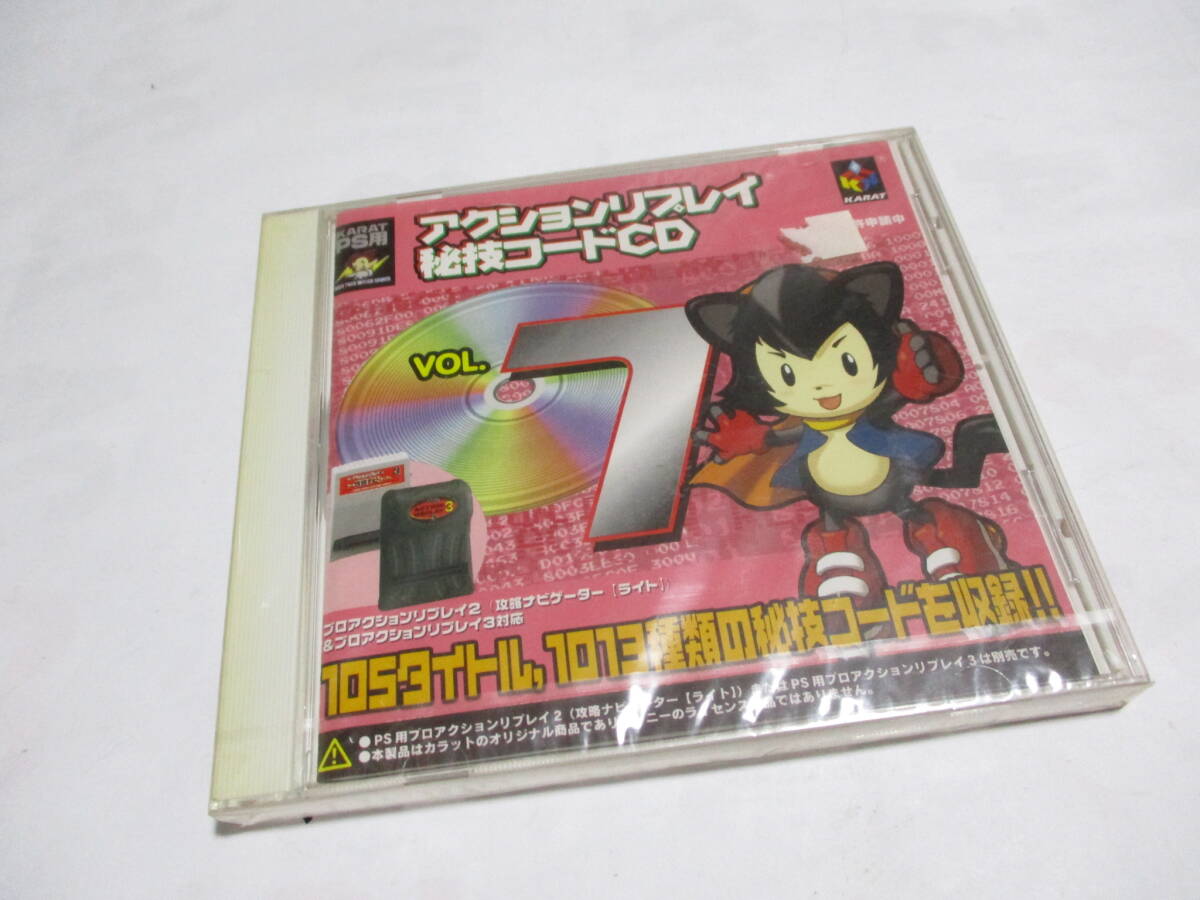 アクションリプレイ
秘技コードCD
KARAT
PS用
KARAT
申請中
VOL.
7
プロアクションリプレイ2(攻略ナビゲーター[ライト])
&プロアクションリプレイ3対応
105タイトル,1013種類の秘技コードを収録!!
●PS用プロアクションリプレイ2(攻略ナビゲーター[ライト])またはPS用プロアクションリプレイ3は別売です。
●本製品はカラットのオリジナル商品であり ニーのライセンス 品ではありません。